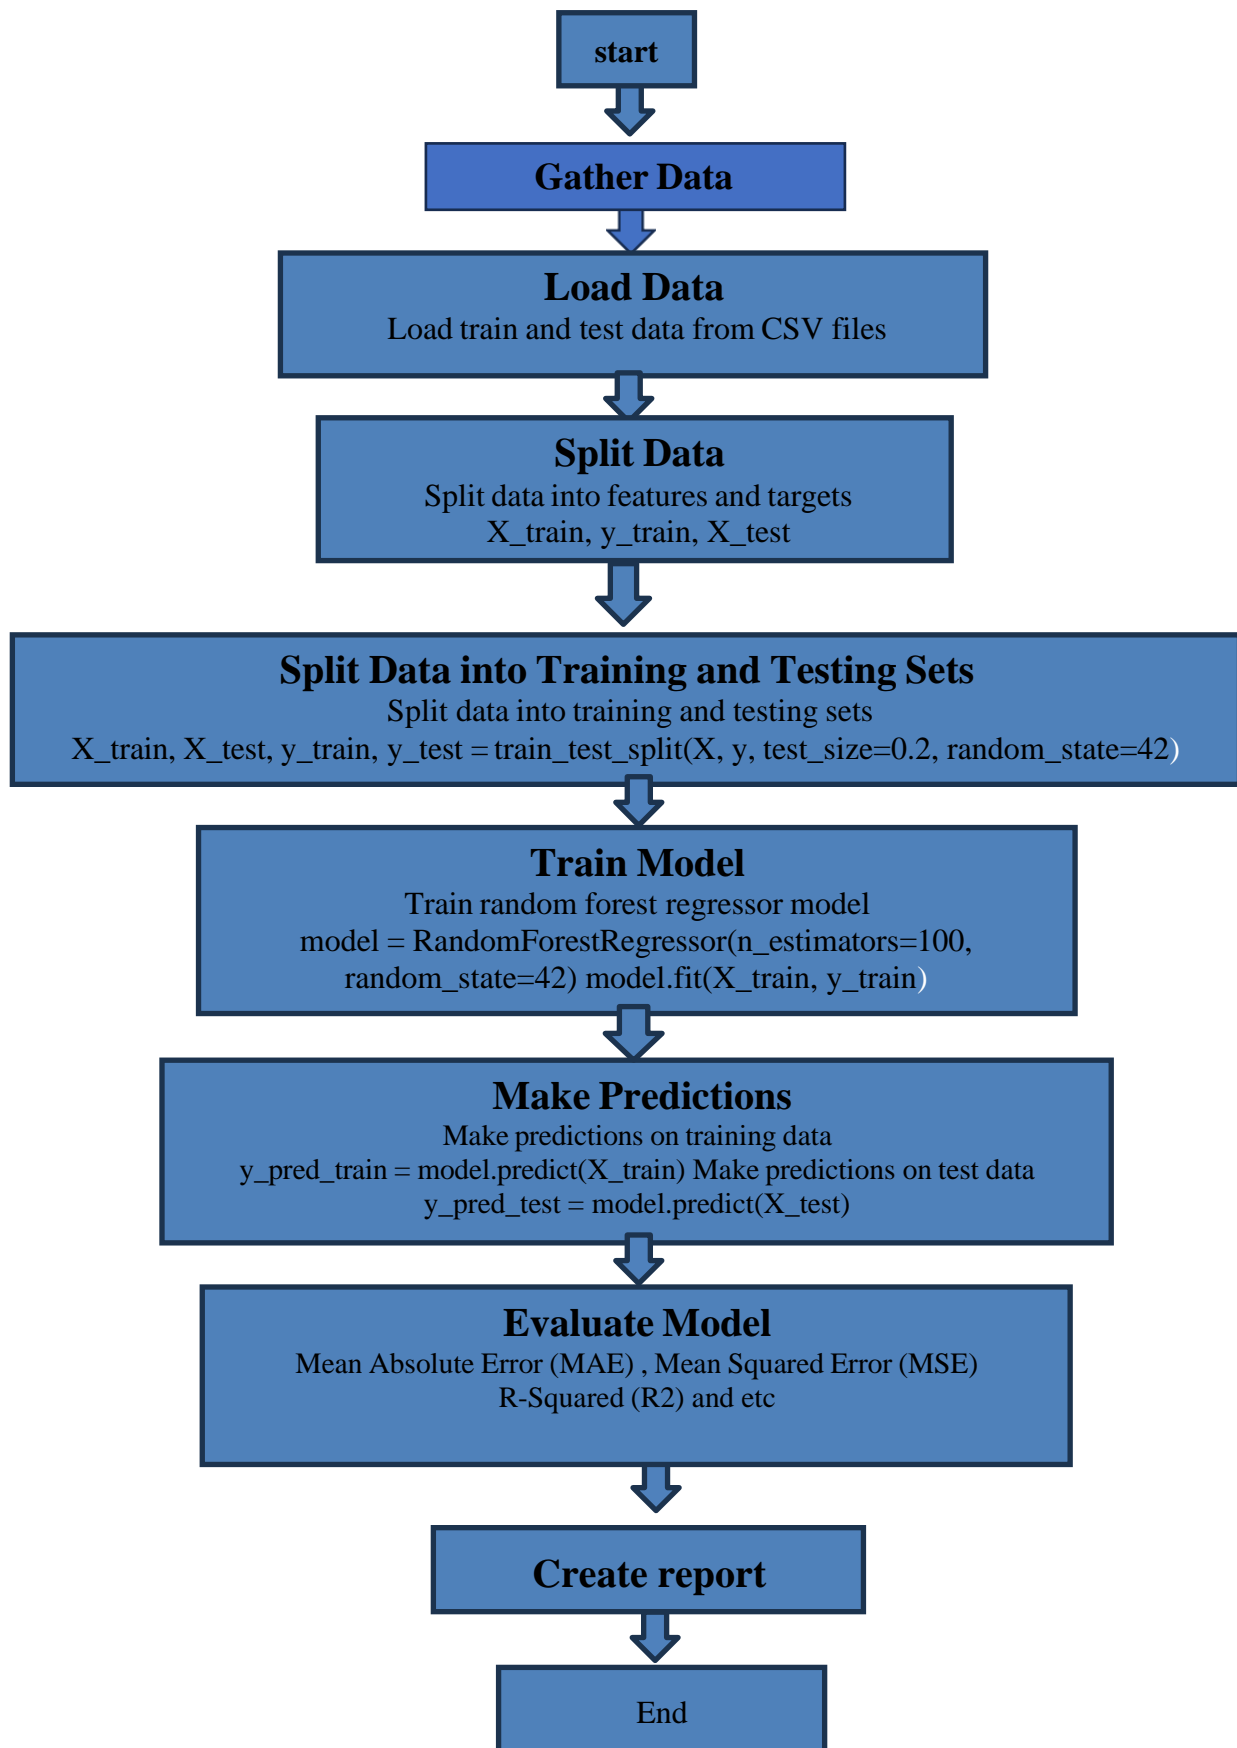 start
Gather Data
Load Data
Load train and test data from CSV files
Split Data
Split data into features and targets
X_train, y_train, X_test
Split Data into Training and Testing Sets
Split data into training and testing sets
X_train, X_test, y_train, y_test = train_test_split(X, y, test_size=0.2, random_state=42)
Train Model
Train random forest regressor model
model = RandomForestRegressor(n_estimators=100,
random_state=42) model.fit(X_train, y_train)
Make Predictions
Make predictions on training data
y_pred_train = model.predict(X_train) Make predictions on test data
y_pred_test = model.predict(X_test)
Evaluate Model
Mean Absolute Error (MAE) , Mean Squared Error (MSE)
R-Squared (R2) and etc
Create report
End